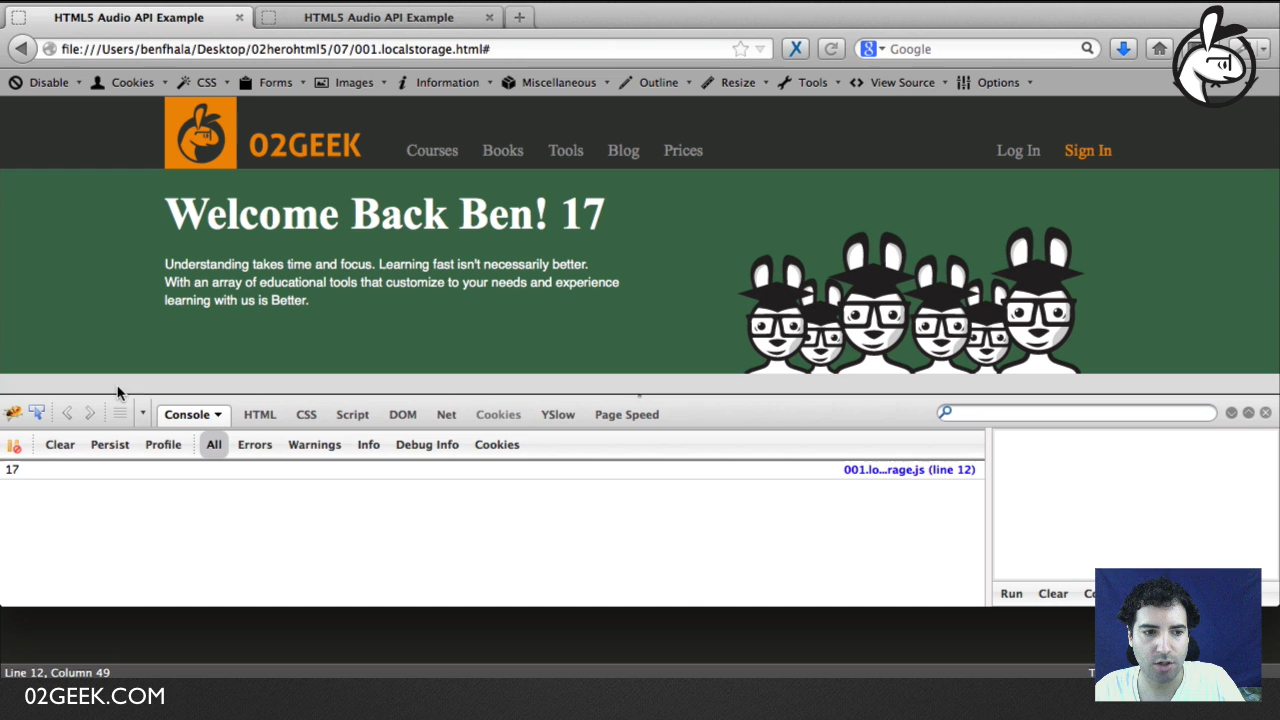 HTML5 Audio API Example
HTML5 Audio API Example
file:///Users/benfhala/Desktop/02herohtml5/07/001.localstorage.html#
Google
Disable Cookies CSS Forms Images Information Miscellaneous Outline Resize Tools View Source Options
02GEEK
Courses Books Tools Blog Prices Log In Sign In
Welcome Back Ben! 17
Understanding takes time and focus. Learning fast isn't necessarily better.
With an array of educational tools that customize to your needs and experience
learning with us is Better.
Console HTML CSS Script DOM Net Cookies YSlow Page Speed
Clear Persist Profile All Errors Warnings Info Debug Info Cookies
17 001.lo...rage.js (line 12)
Run Clear
Line 12, Column 49
02GEEK.COM